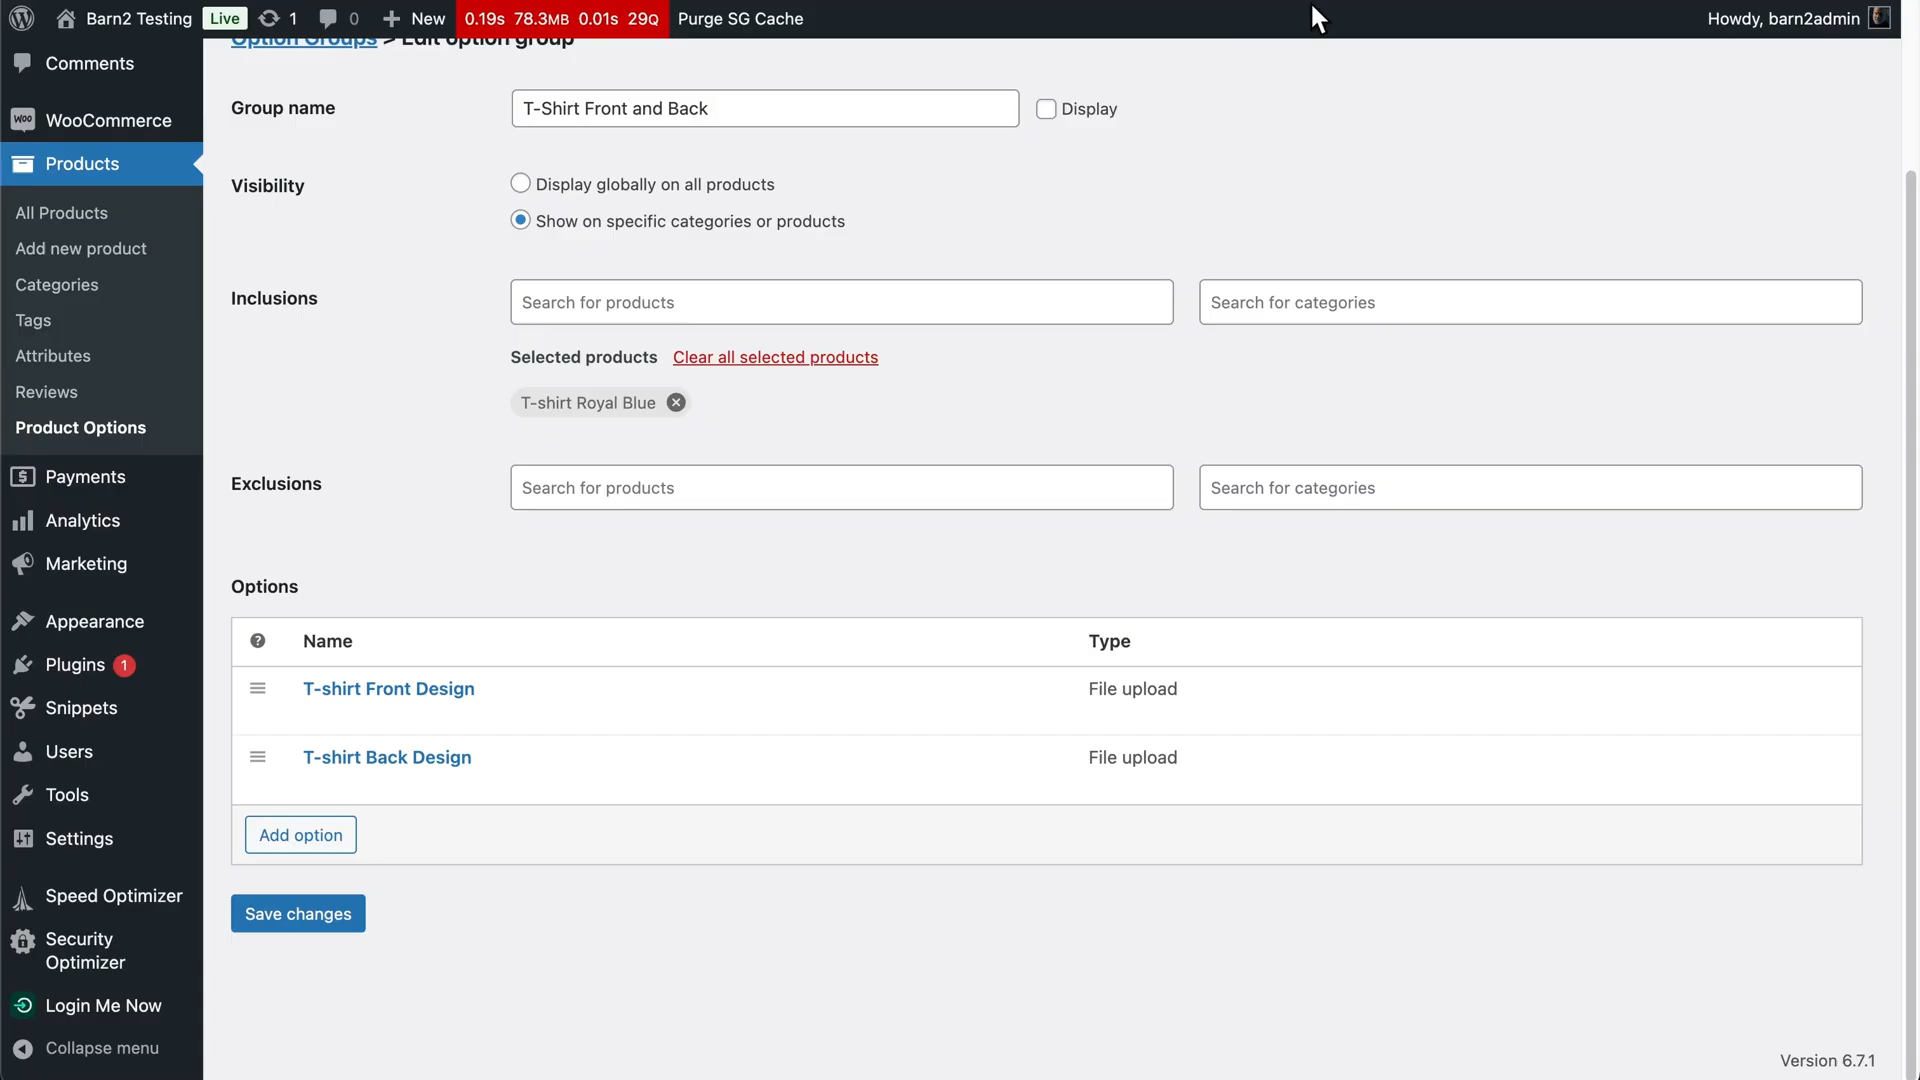 Barn2 Testing Live 1 0 New 0.19s 78.3MB 0.01s 29Q Purge SG Cache Howdy, barn2admin
Option Groups > Edit option group
Comments
WooCommerce
Products
All Products
Add new product
Categories
Tags
Attributes
Reviews
Product Options
Payments
Analytics
Marketing
Appearance
Plugins 1
Snippets
Users
Tools
Settings
Speed Optimizer
Security
Optimizer
Login Me Now
Collapse menu
Group name
T-Shirt Front and Back
Display
Visibility
Display globally on all products
Show on specific categories or products
Inclusions
Search for products
Search for categories
Selected products Clear all selected products
T-shirt Royal Blue
Exclusions
Search for products
Search for categories
Options
Name Type
T-shirt Front Design File upload
T-shirt Back Design File upload
Add option
Save changes
Version 6.7.1